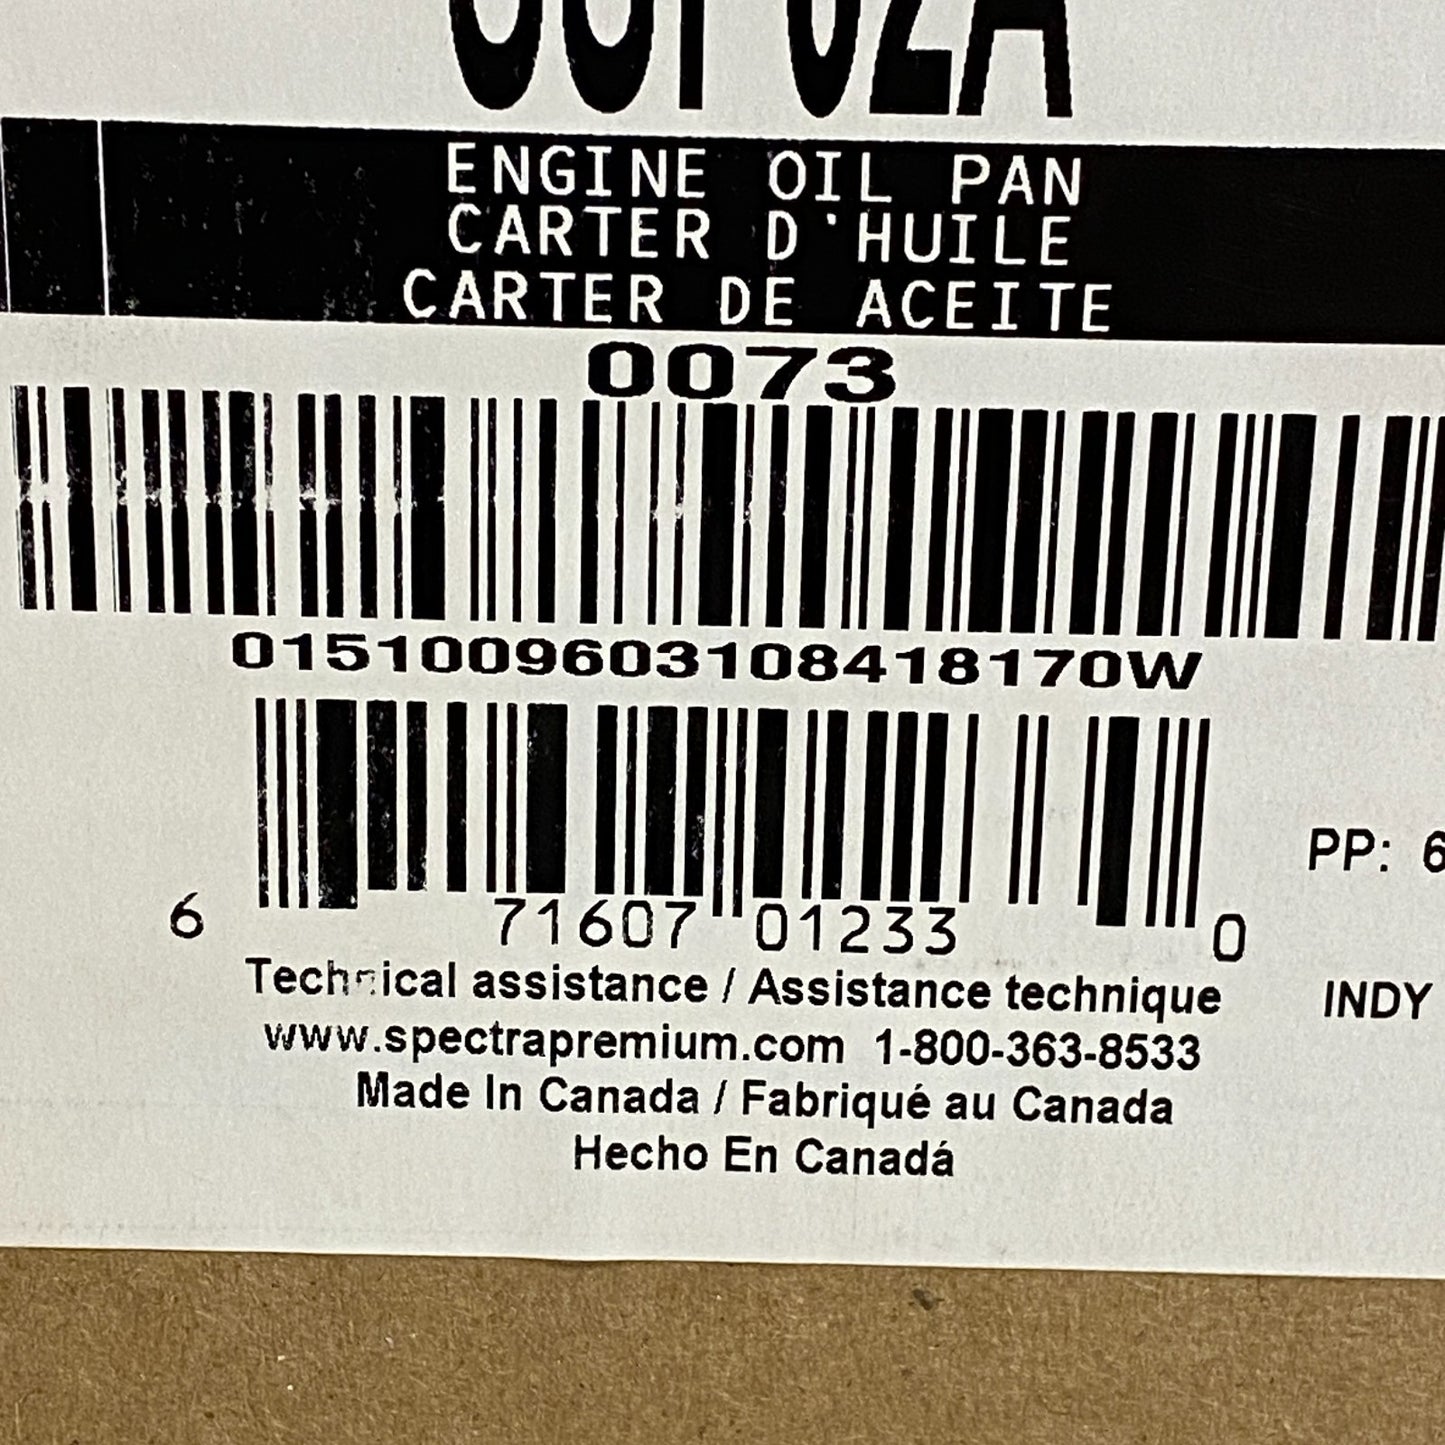 ENGINE OIL PAN
CARTER D'HUILE
CARTER DE ACEITE
0073
0151009603108418170W
6 71607 01233 0
PP: 6
Technical assistance / Assistance technique
INDY
www.spectrapremium.com 1-800-363-8533
Made In Canada / Fabriqué au Canada
Hecho En Canadá